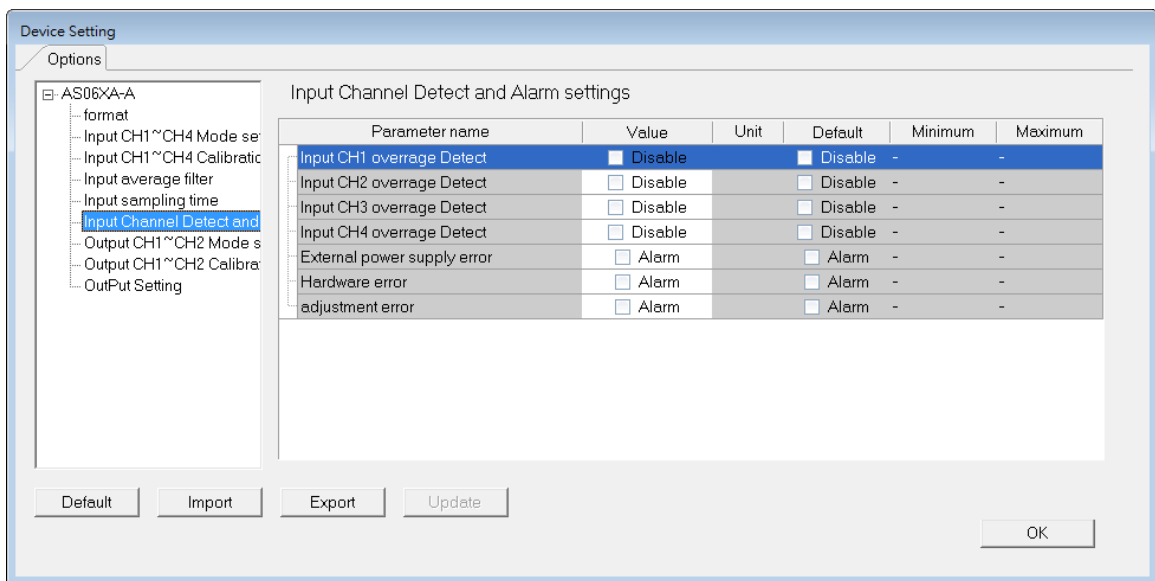 Device Setting
Options
AS06XA-A
format
Input CH1~CH4 Mode set
Input CH1~CH4 Calibratic
Input average filter
Input sampling time
Input Channel Detect and
Output CH1~CH2 Mode s
Output CH1~CH2 Calibra
OutPut Setting
Input Channel Detect and Alarm settings
Parameter name Value Unit Default Minimum Maximum
Input CH1 overrage Detect Disable Disable - -
Input CH2 overrage Detect Disable Disable - -
Input CH3 overrage Detect Disable Disable - -
Input CH4 overrage Detect Disable Disable - -
External power supply error Alarm Alarm - -
Hardware error Alarm Alarm - -
adjustment error Alarm Alarm - -
Default Import Export Update
OK